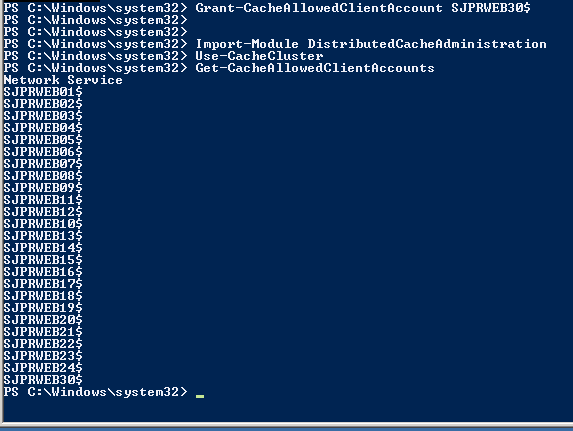 PS C:\Windows\system32> Grant-CacheAllowedClientAccount SJPRWEB30$
PS C:\Windows\system32>
PS C:\Windows\system32>
PS C:\Windows\system32> Import-Module DistributedCacheAdministration
PS C:\Windows\system32> Use-CacheCluster
PS C:\Windows\system32> Get-CacheAllowedClientAccounts
Network Service
SJPRWEB01$
SJPRWEB02$
SJPRWEB03$
SJPRWEB04$
SJPRWEB05$
SJPRWEB06$
SJPRWEB07$
SJPRWEB08$
SJPRWEB09$
SJPRWEB11$
SJPRWEB12$
SJPRWEB10$
SJPRWEB13$
SJPRWEB14$
SJPRWEB15$
SJPRWEB16$
SJPRWEB17$
SJPRWEB18$
SJPRWEB19$
SJPRWEB20$
SJPRWEB21$
SJPRWEB22$
SJPRWEB23$
SJPRWEB24$
SJPRWEB30$
PS C:\Windows\system32> _